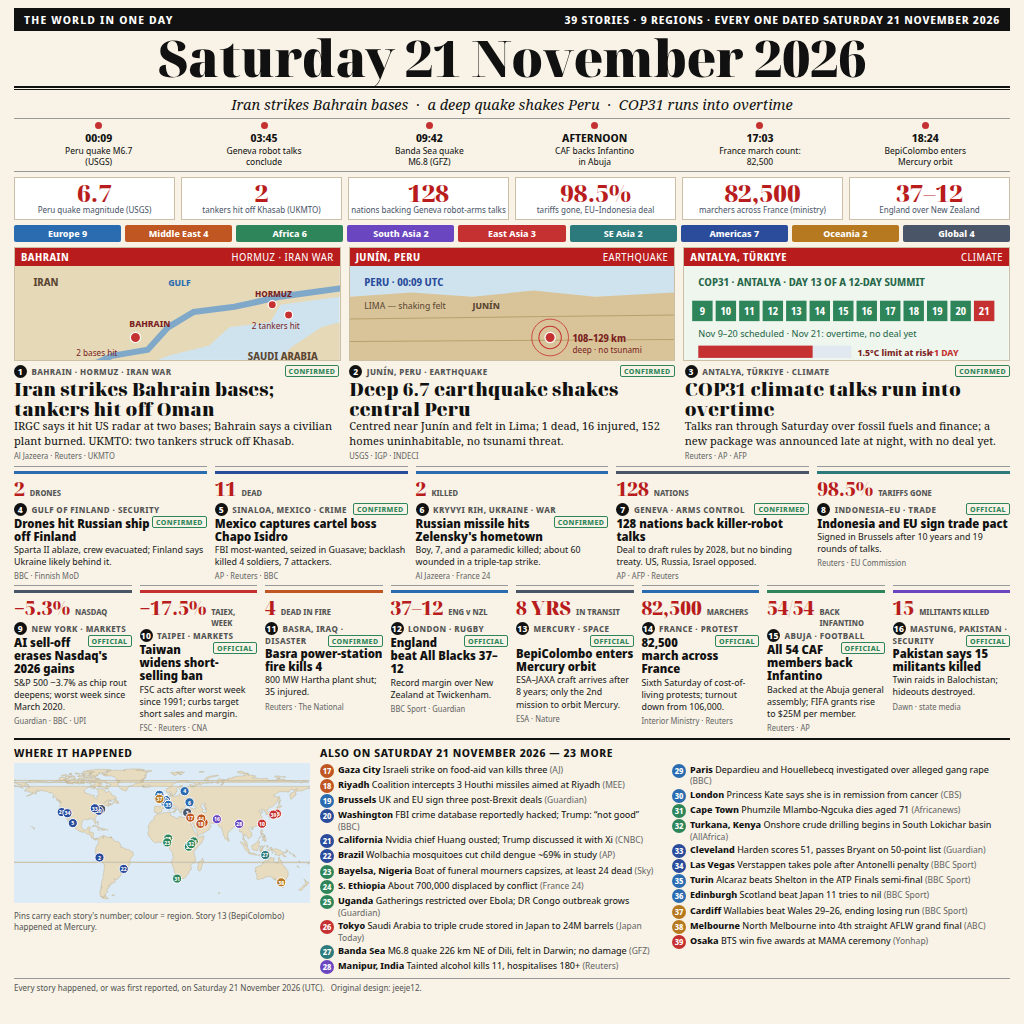 THE WORLD IN ONE DAY
39 STORIES · 9 REGIONS · EVERY ONE DATED SATURDAY 21 NOVEMBER 2026
Saturday 21 November 2026
Iran strikes Bahrain bases · a deep quake shakes Peru · COP31 runs into overtime
00:09
Peru quake M6.7
(USGS)
03:45
Geneva robot talks
conclude
09:42
Banda Sea quake
M6.8 (GFZ)
AFTERNOON
CAF backs Infantino
in Abuja
17:03
France march count:
82,500
18:24
BepiColombo enters
Mercury orbit
6.7
Peru quake magnitude (USGS)
2
tankers hit off Khasab (UKMTO)
128
nations backing Geneva robot-arms talks
98.5%
tariffs gone, EU–Indonesia deal
82,500
marchers across France (ministry)
37–12
England over New Zealand
Europe 9
Middle East 4
Africa 6
South Asia 2
East Asia 3
SE Asia 2
Americas 7
Oceania 2
Global 4
BAHRAIN
HORMUZ · IRAN WAR
IRAN
GULF
HORMUZ
BAHRAIN
2 tankers hit
2 bases hit
SAUDI ARABIA
JUNÍN, PERU
EARTHQUAKE
PERU · 00:09 UTC
LIMA — shaking felt
JUNÍN
108–129 km
deep · no tsunami
ANTALYA, TÜRKIYE
CLIMATE
COP31 · ANTALYA · DAY 13 OF A 12-DAY SUMMIT
9 10 11 12 13 14 15 16 17 18 19 20 21
Nov 9–20 scheduled · Nov 21: overtime, no deal yet
1.5°C limit at risk
1 DAY
1 BAHRAIN · HORMUZ · IRAN WAR
CONFIRMED
Iran strikes Bahrain bases;
tankers hit off Oman
IRGC says it hit US radar at two bases; Bahrain says a civilian
plant burned. UKMTO: two tankers struck off Khasab.
Al Jazeera · Reuters · UKMTO
2 JUNÍN, PERU · EARTHQUAKE
CONFIRMED
Deep 6.7 earthquake shakes
central Peru
Centred near Junín and felt in Lima; 1 dead, 16 injured, 152
homes uninhabitable, no tsunami threat.
USGS · IGP · INDECI
3 ANTALYA, TÜRKIYE · CLIMATE
CONFIRMED
COP31 climate talks run into
overtime
Talks ran through Saturday over fossil fuels and finance; a
new package was announced late at night, with no deal yet.
Reuters · AP · AFP
2 DRONES
4 GULF OF FINLAND · SECURITY
CONFIRMED
Drones hit Russian ship
off Finland
Sparta II ablaze, crew evacuated; Finland says
Ukraine likely behind it.
BBC · Finnish MoD
11 DEAD
5 SINALOA, MEXICO · CRIME
CONFIRMED
Mexico captures cartel boss
Chapo Isidro
FBI most-wanted, seized in Guasave; backlash
killed 4 soldiers, 7 attackers.
AP · Reuters · BBC
2 KILLED
6 KRYVYI RIH, UKRAINE · WAR
CONFIRMED
Russian missile hits
Zelensky's hometown
Boy, 7, and a paramedic killed; about 60
wounded in a triple-tap strike.
Al Jazeera · France 24
128 NATIONS
7 GENEVA · ARMS CONTROL
CONFIRMED
128 nations back killer-robot
talks
Deal to draft rules by 2028, but no binding
treaty. US, Russia, Israel opposed.
AP · AFP · Reuters
98.5% TARIFFS GONE
8 INDONESIA–EU · TRADE
OFFICIAL
Indonesia and EU sign trade pact
Signed in Brussels after 10 years and 19
rounds of talks.
Reuters · EU Commission
−5.3% NASDAQ
9 NEW YORK · MARKETS
OFFICIAL
AI sell-off
erases Nasdaq's
2026 gains
S&P 500 −3.7% as chip rout
deepens; worst week since
March 2020.
Guardian · BBC · UPI
−17.5% TAIEX,
WEEK
10 TAIPEI · MARKETS
OFFICIAL
Taiwan
widens short-
selling ban
FSC acts after worst week
since 1991; curbs target
short sales and margin.
FSC · Reuters · CNA
4 DEAD IN FIRE
11 BASRA, IRAQ ·
DISASTER
CONFIRMED
Basra power-station
fire kills 4
800 MW Hartha plant shut;
35 injured.
Reuters · The National
37–12 ENG v NZL
12 LONDON · RUGBY
OFFICIAL
England
beat All Blacks 37–
12
Record margin over New
Zealand at Twickenham.
BBC Sport · Guardian
8 YRS IN TRANSIT
13 MERCURY · SPACE
OFFICIAL
BepiColombo enters
Mercury orbit
ESA–JAXA craft arrives after
8 years; only the 2nd
mission to orbit Mercury.
ESA · Nature
82,500 MARCHERS
14 FRANCE · PROTEST
OFFICIAL
82,500
march across
France
Sixth Saturday of cost-of-
living protests; turnout
down from 106,000.
Interior Ministry · Reuters
54/54 BACK
INFANTINO
15 ABUJA · FOOTBALL
OFFICIAL
All 54 CAF
members back
Infantino
Backed at the Abuja general
assembly; FIFA grants rise
to $25M per member.
Reuters · AP
15 MILITANTS KILLED
16 MASTUNG, PAKISTAN ·
SECURITY
OFFICIAL
Pakistan says 15
militants killed
Twin raids in Balochistan;
hideouts destroyed.
Dawn · state media
WHERE IT HAPPENED
Pins carry each story's number; colour = region. Story 13 (BepiColombo)
happened at Mercury.
ALSO ON SATURDAY 21 NOVEMBER 2026 — 23 MORE
17 Gaza City Israeli strike on food-aid van kills three (AJ)
18 Riyadh Coalition intercepts 3 Houthi missiles aimed at Riyadh (MEE)
19 Brussels UK and EU sign three post-Brexit deals (Guardian)
20 Washington FBI crime database reportedly hacked; Trump: “not good”
(BBC)
21 California Nvidia chief Huang ousted; Trump discussed it with Xi (CNBC)
22 Brazil Wolbachia mosquitoes cut child dengue ~69% in study (AP)
23 Bayelsa, Nigeria Boat of funeral mourners capsizes, at least 24 dead (Sky)
24 S. Ethiopia About 700,000 displaced by conflict (France 24)
25 Uganda Gatherings restricted over Ebola; DR Congo outbreak grows
(Guardian)
26 Tokyo Saudi Arabia to triple crude stored in Japan to 24M barrels (Japan
Today)
27 Banda Sea M6.8 quake 226 km NE of Dili, felt in Darwin; no damage (GFZ)
28 Manipur, India Tainted alcohol kills 11, hospitalises 180+ (Reuters)
29 Paris Depardieu and Houellebecq investigated over alleged gang rape
(BBC)
30 London Princess Kate says she is in remission from cancer (CBS)
31 Cape Town Phumzile Mlambo-Ngcuka dies aged 71 (Africanews)
32 Turkana, Kenya Onshore crude drilling begins in South Lokichar basin
(AllAfrica)
33 Cleveland Harden scores 51, passes Bryant on 50-point list (Guardian)
34 Las Vegas Verstappen takes pole after Antonelli penalty (BBC Sport)
35 Turin Alcaraz beats Shelton in the ATP Finals semi-final (BBC Sport)
36 Edinburgh Scotland beat Japan 11 tries to nil (BBC Sport)
37 Cardiff Wallabies beat Wales 29–26, ending losing run (BBC Sport)
38 Melbourne North Melbourne into 4th straight AFLW grand final (ABC)
39 Osaka BTS win five awards at MAMA ceremony (Yonhap)
Every story happened, or was first reported, on Saturday 21 November 2026 (UTC). Original design: jeeje12.